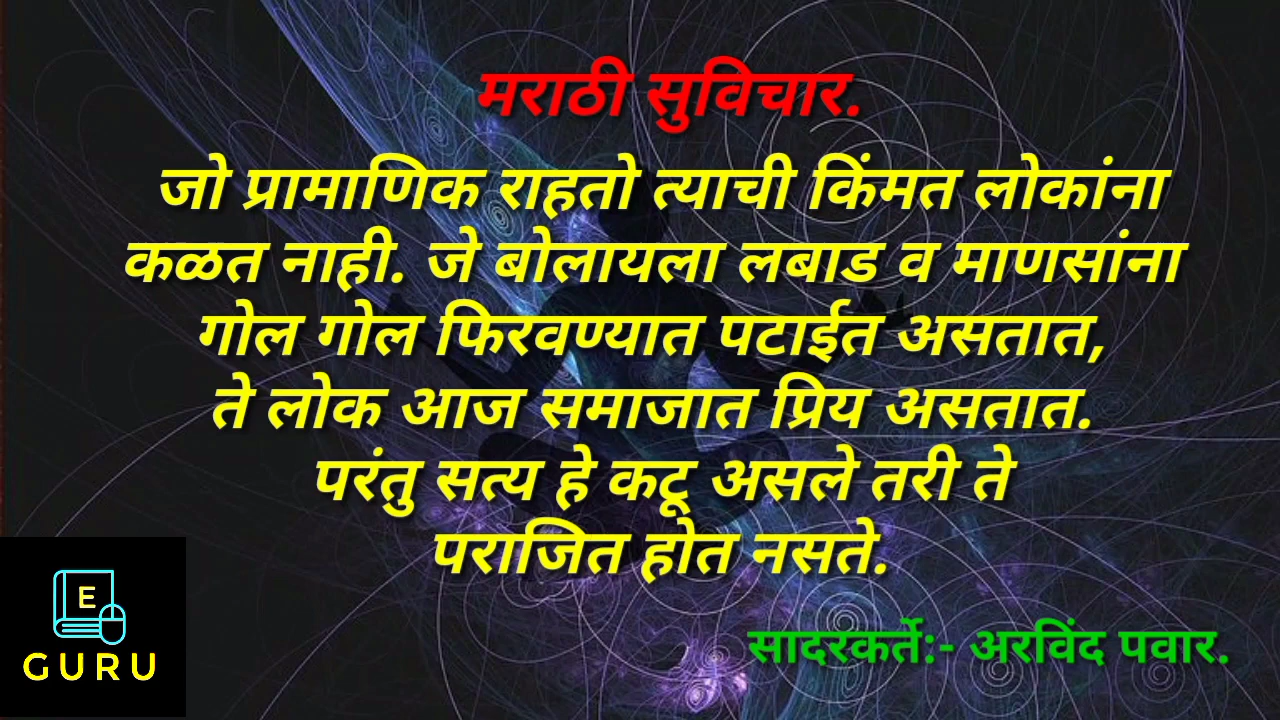 मराठी सुविचार.
जो प्रामाणिक राहतो त्याची किंमत लोकांना
कळत नाही. जे बोलायला लबाड व माणसांना
गोल गोल फिरवण्यात पटाईत असतात,
ते लोक आज समाजात प्रिय असतात.
परंतु सत्य हे कटू असले तरी ते
पराजित होत नसते.
सादरकर्ते:- अरविंद पवार.
E
GURU